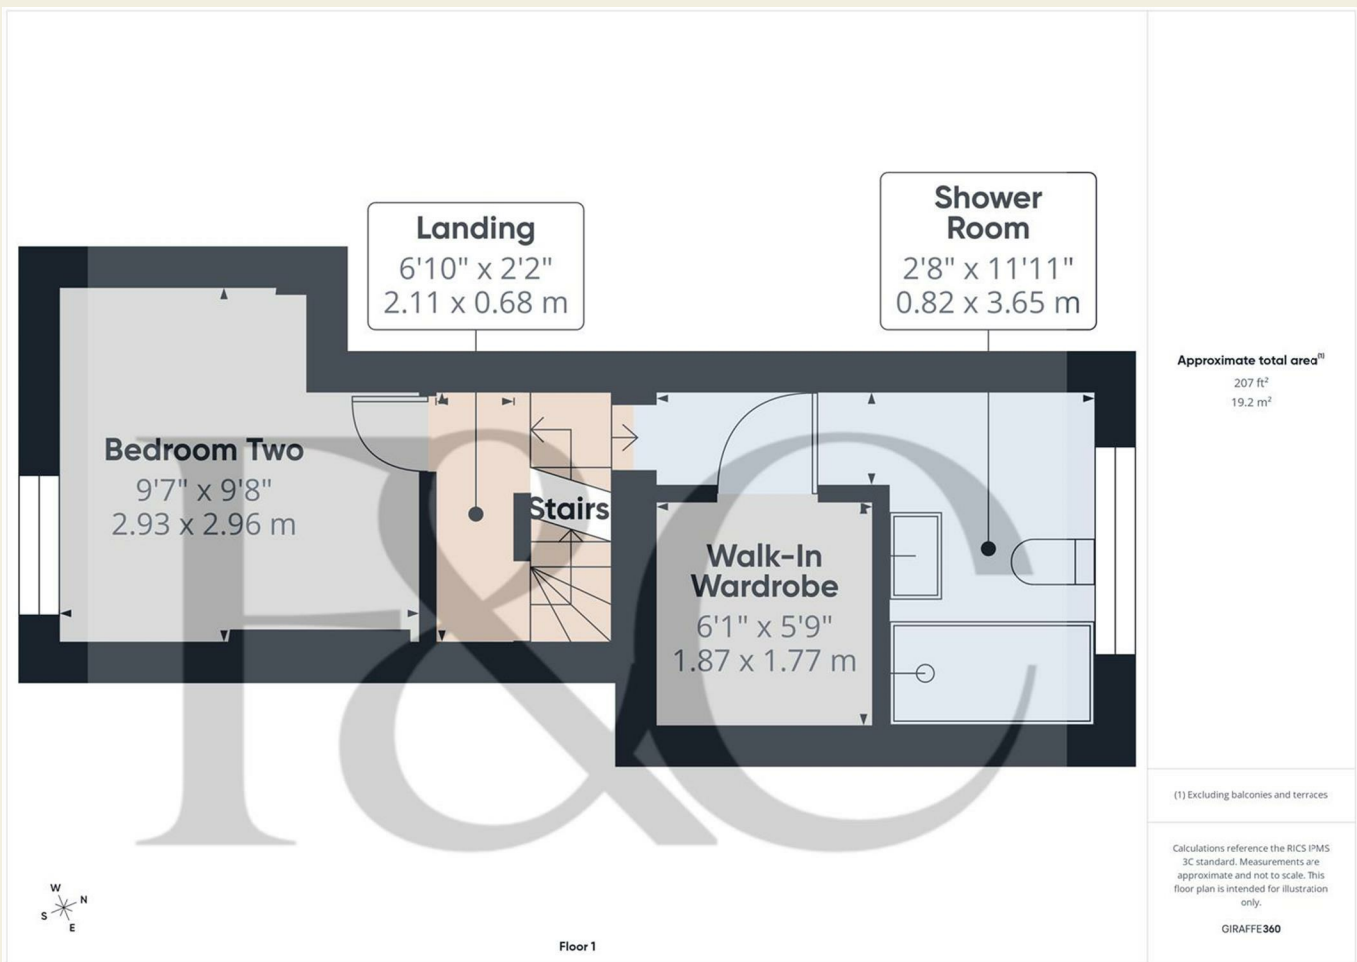 Landing
6'10" x 2'2"
2.11 x 0.68 m
Shower
Room
2'8" x 11'11"
0.82 x 3.65 m
Bedroom Two
9'7" x 9'8"
2.93 x 2.96 m
Stairs
Walk-In
Wardrobe
6'1" x 5'9"
1.87 x 1.77 m
F&C
W
N
S
E
Floor 1
Approximate total area(1)
207 ft²
19.2 m²
(1) Excluding balconies and terraces
Calculations reference the RICS IPMS
3C standard. Measurements are
approximate and not to scale. This
floor plan is intended for illustration
only.
GIRAFFE360